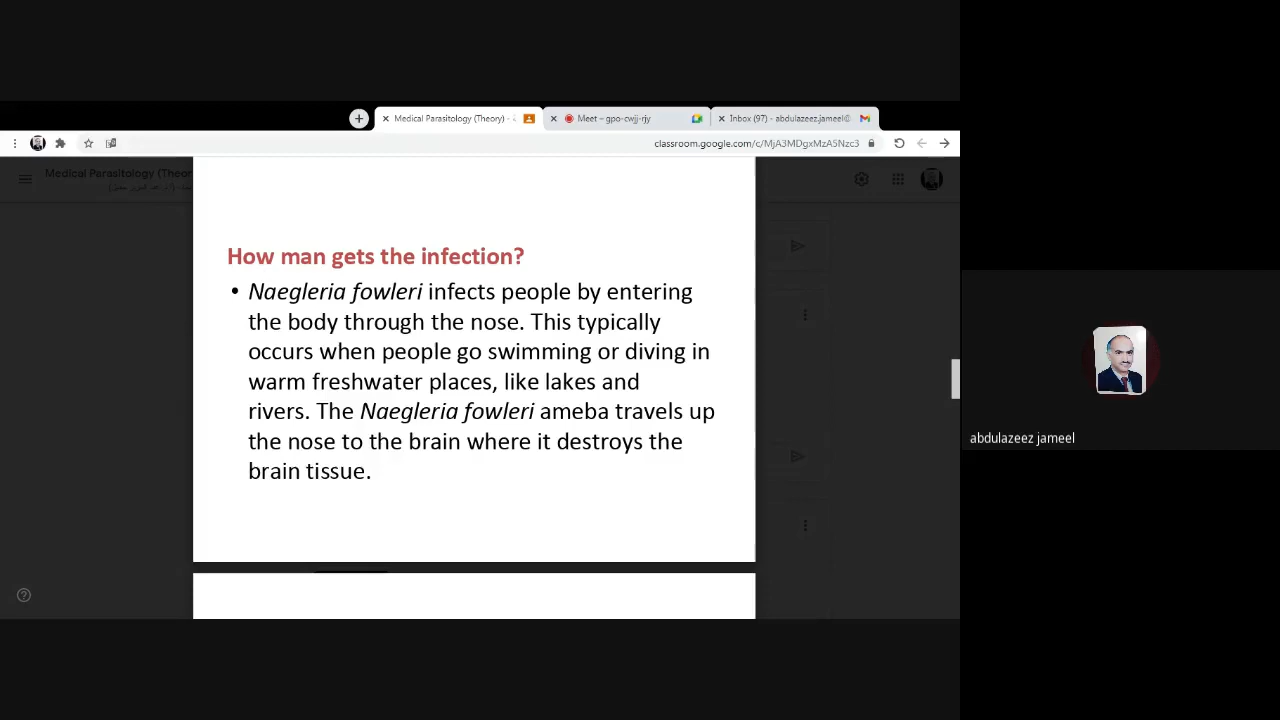 Medical Parasitology (Theory) -
Meet – gpo-cwjj-rjy
Inbox (97) - abdulazeez.jameel@
classroom.google.com/c/MjA3MDgxMzA5Nzc3
Medical Parasitology (Theor
How man gets the infection?
• Naegleria fowleri infects people by entering
the body through the nose. This typically
occurs when people go swimming or diving in
warm freshwater places, like lakes and
rivers. The Naegleria fowleri ameba travels up
the nose to the brain where it destroys the
brain tissue.
abdulazeez jameel